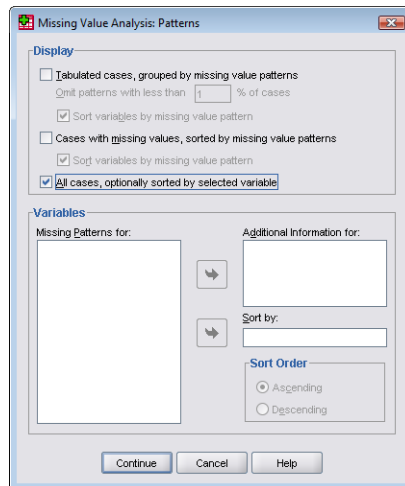 Missing Value Analysis: Patterns
Display
Tabulated cases, grouped by missing value patterns
Omit patterns with less than 1 % of cases
Sort variables by missing value pattern
Cases with missing values, sorted by missing value patterns
Sort variables by missing value pattern
All cases, optionally sorted by selected variable
Variables
Missing Patterns for:
Additional Information for:
Sort by:
Sort Order
Ascending
Descending
Continue Cancel Help